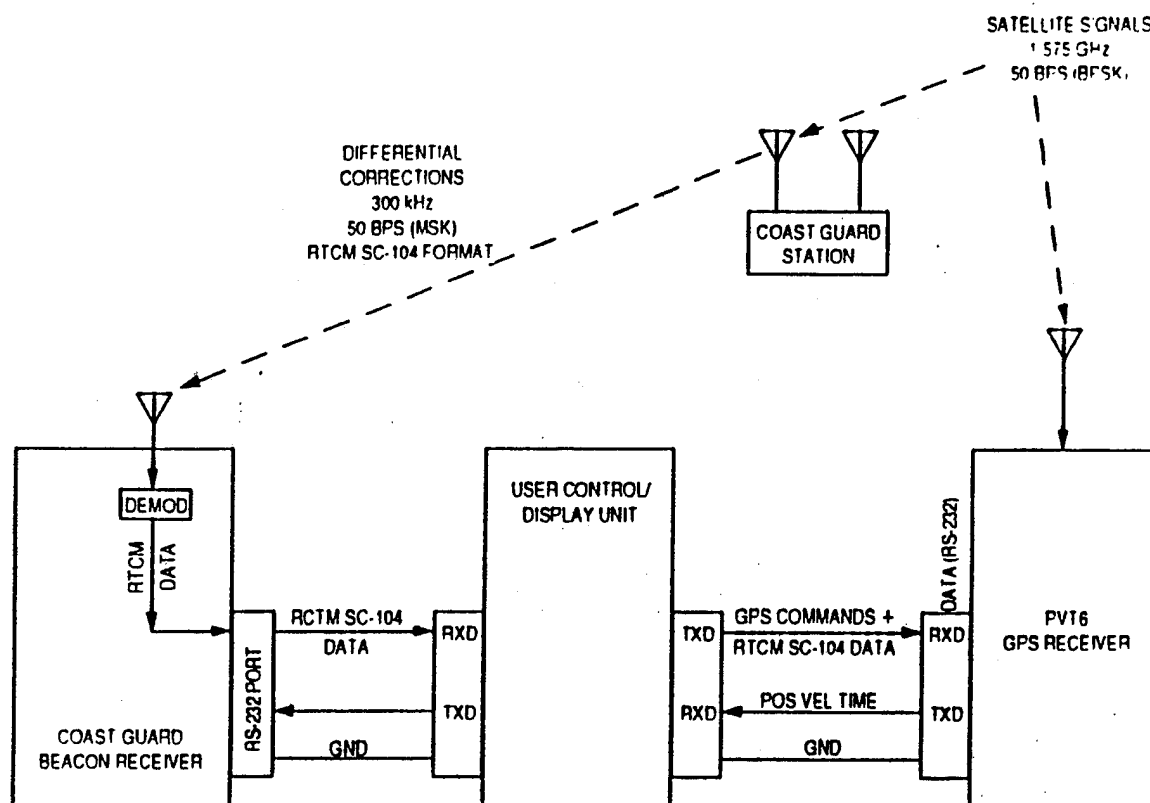 SATELLITE SIGNALS
1 575 GHz
50 BPS (BPSK)
DIFFERENTIAL
CORRECTIONS
300 kHz
50 BPS (MSK)
RTCM SC-104 FORMAT
COAST GUARD
STATION
DEMOD
RTCM
DATA
COAST GUARD
BEACON RECEIVER
RS-232 PORT
RCTM SC-104
DATA
GND
RXD
TXD
USER CONTROL/
DISPLAY UNIT
TXD
RXD
GPS COMMANDS +
RTCM SC-104 DATA
POS VEL TIME
GND
DATA (RS-232)
RXD
TXD
PVT6
GPS RECEIVER